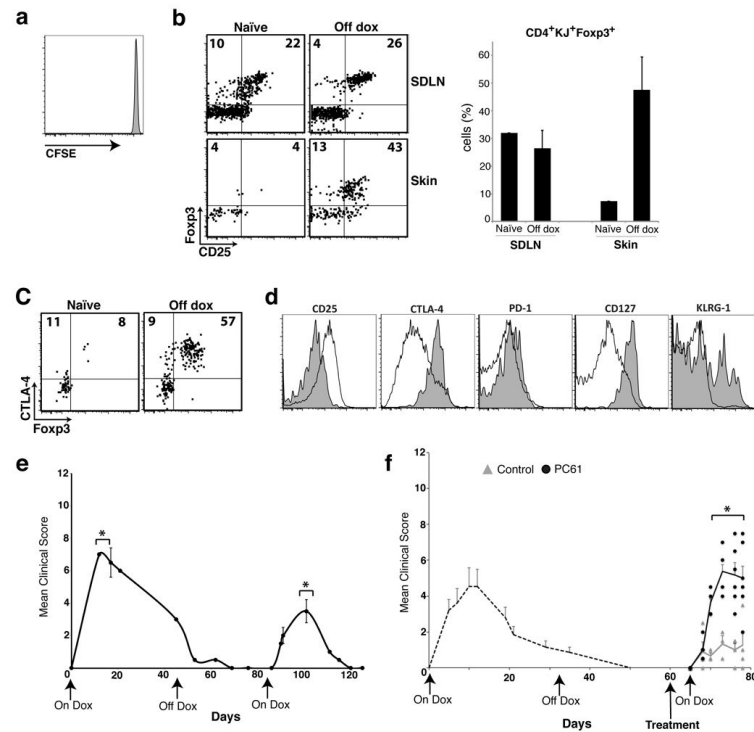 a
CFSE
b
Naïve
Off dox
10
22
4
26
SDLN
4
4
13
43
Skin
Foxp3
CD25
CD4+KJ+Foxp3+
cells (%)
60
50
40
30
20
10
0
Naïve
Off dox
Naïve
Off dox
SDLN
Skin
C
Naïve
Off dox
11
8
9
57
CTLA-4
Foxp3
d
CD25
CTLA-4
PD-1
CD127
KLRG-1
e
Mean Clinical Score
12
10
8
6
4
2
0
*
*
0
20
40
60
80
100
120
On Dox
Off Dox
On Dox
Days
f
Control
PC61
Mean Clinical Score
12
10
8
6
4
2
0
*
0
20
40
60
80
On Dox
Off Dox
On Dox
Days
Treatment